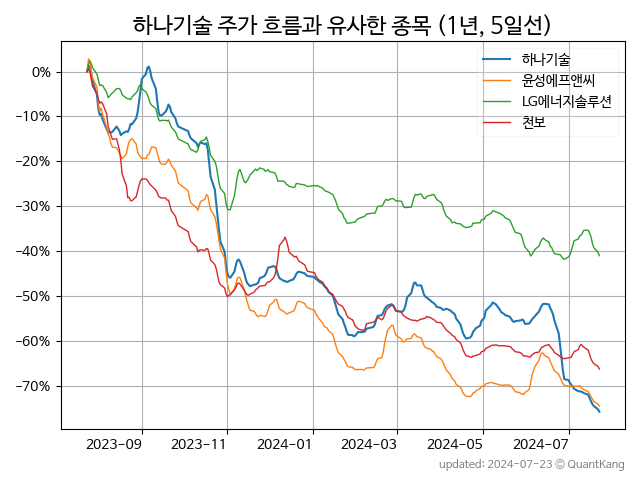 하나기술 주가 흐름과 유사한 종목 (1년, 5일선)
하나기술
윤성에프앤씨
LG에너지솔루션
천보
0%
−10%
−20%
−30%
−40%
−50%
−60%
−70%
2023-09 2023-11 2024-01 2024-03 2024-05 2024-07
updated: 2024-07-23 © QuantKang